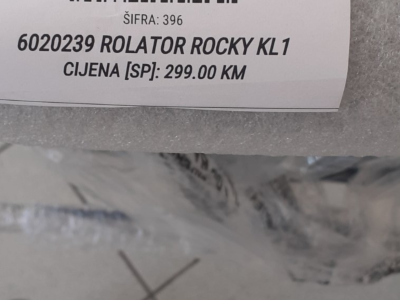 ŠIFRA: 396
6020239 ROLATOR ROCKY KL1
CIJENA [SP]: 299.00 KM